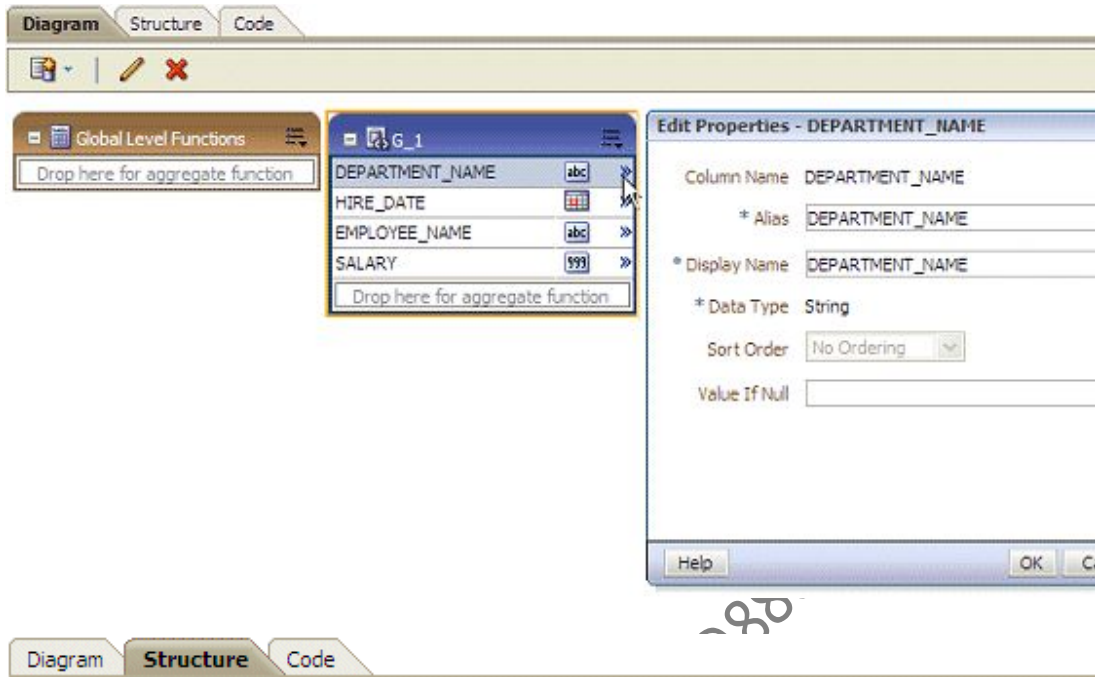 Diagram Structure Code
Global Level Functions
Drop here for aggregate function
G_1
DEPARTMENT_NAME abc
HIRE_DATE
EMPLOYEE_NAME abc
SALARY 999
Drop here for aggregate function
Edit Properties - DEPARTMENT_NAME
Column Name DEPARTMENT_NAME
* Alias DEPARTMENT_NAME
* Display Name DEPARTMENT_NAME
* Data Type String
Sort Order No Ordering
Value If Null
Help OK
Diagram Structure Code